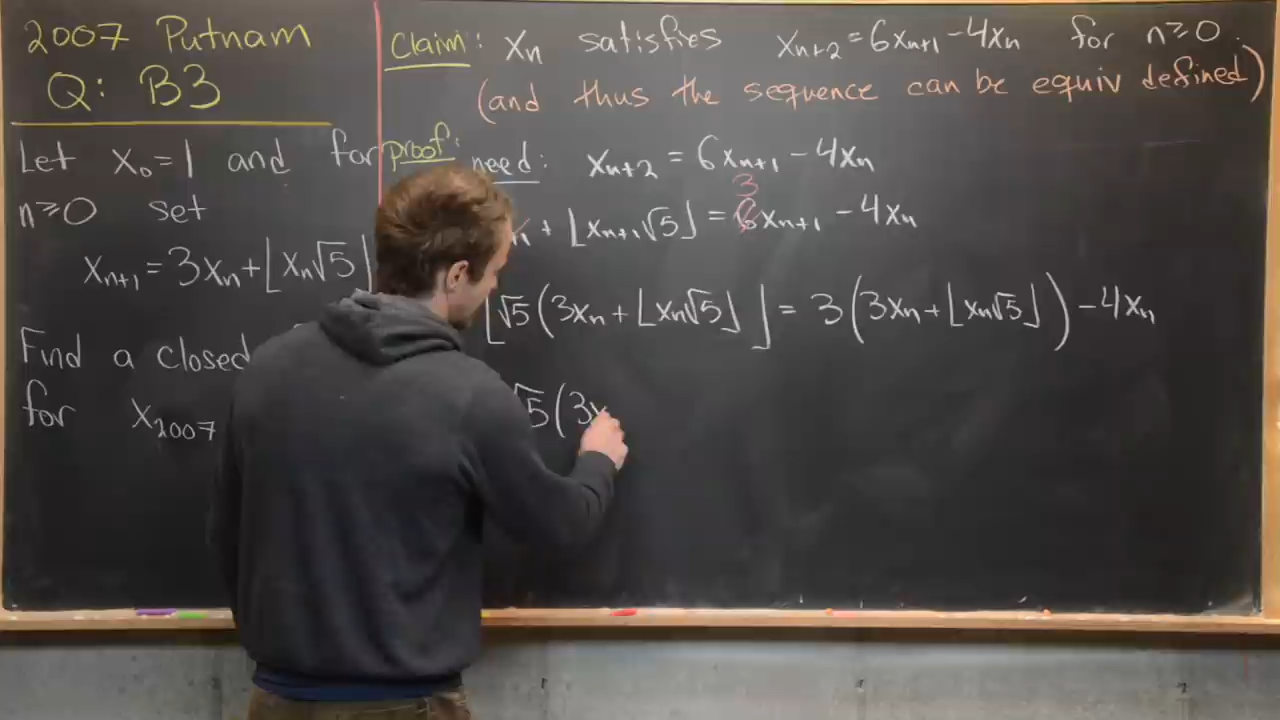 2007 Putnam
Q: B3
Let x₀=1 and for
n≥0 set
xₙ₊₁=3xₙ+⌊xₙ√5⌋
Find a closed
for x₂₀₀₇
Claim: xₙ satisfies xₙ₊₂=6xₙ₊₁-4xₙ for n≥0.
(and thus the sequence can be equiv defined)
proof: need: xₙ₊₂ = 6xₙ₊₁ - 4xₙ
3
+ ⌊xₙ₊₁√5⌋ = 6xₙ₊₁ - 4xₙ
⌊√5(3xₙ+⌊xₙ√5⌋⌋ = 3(3xₙ+⌊xₙ√5⌋) - 4xₙ
√5(3x